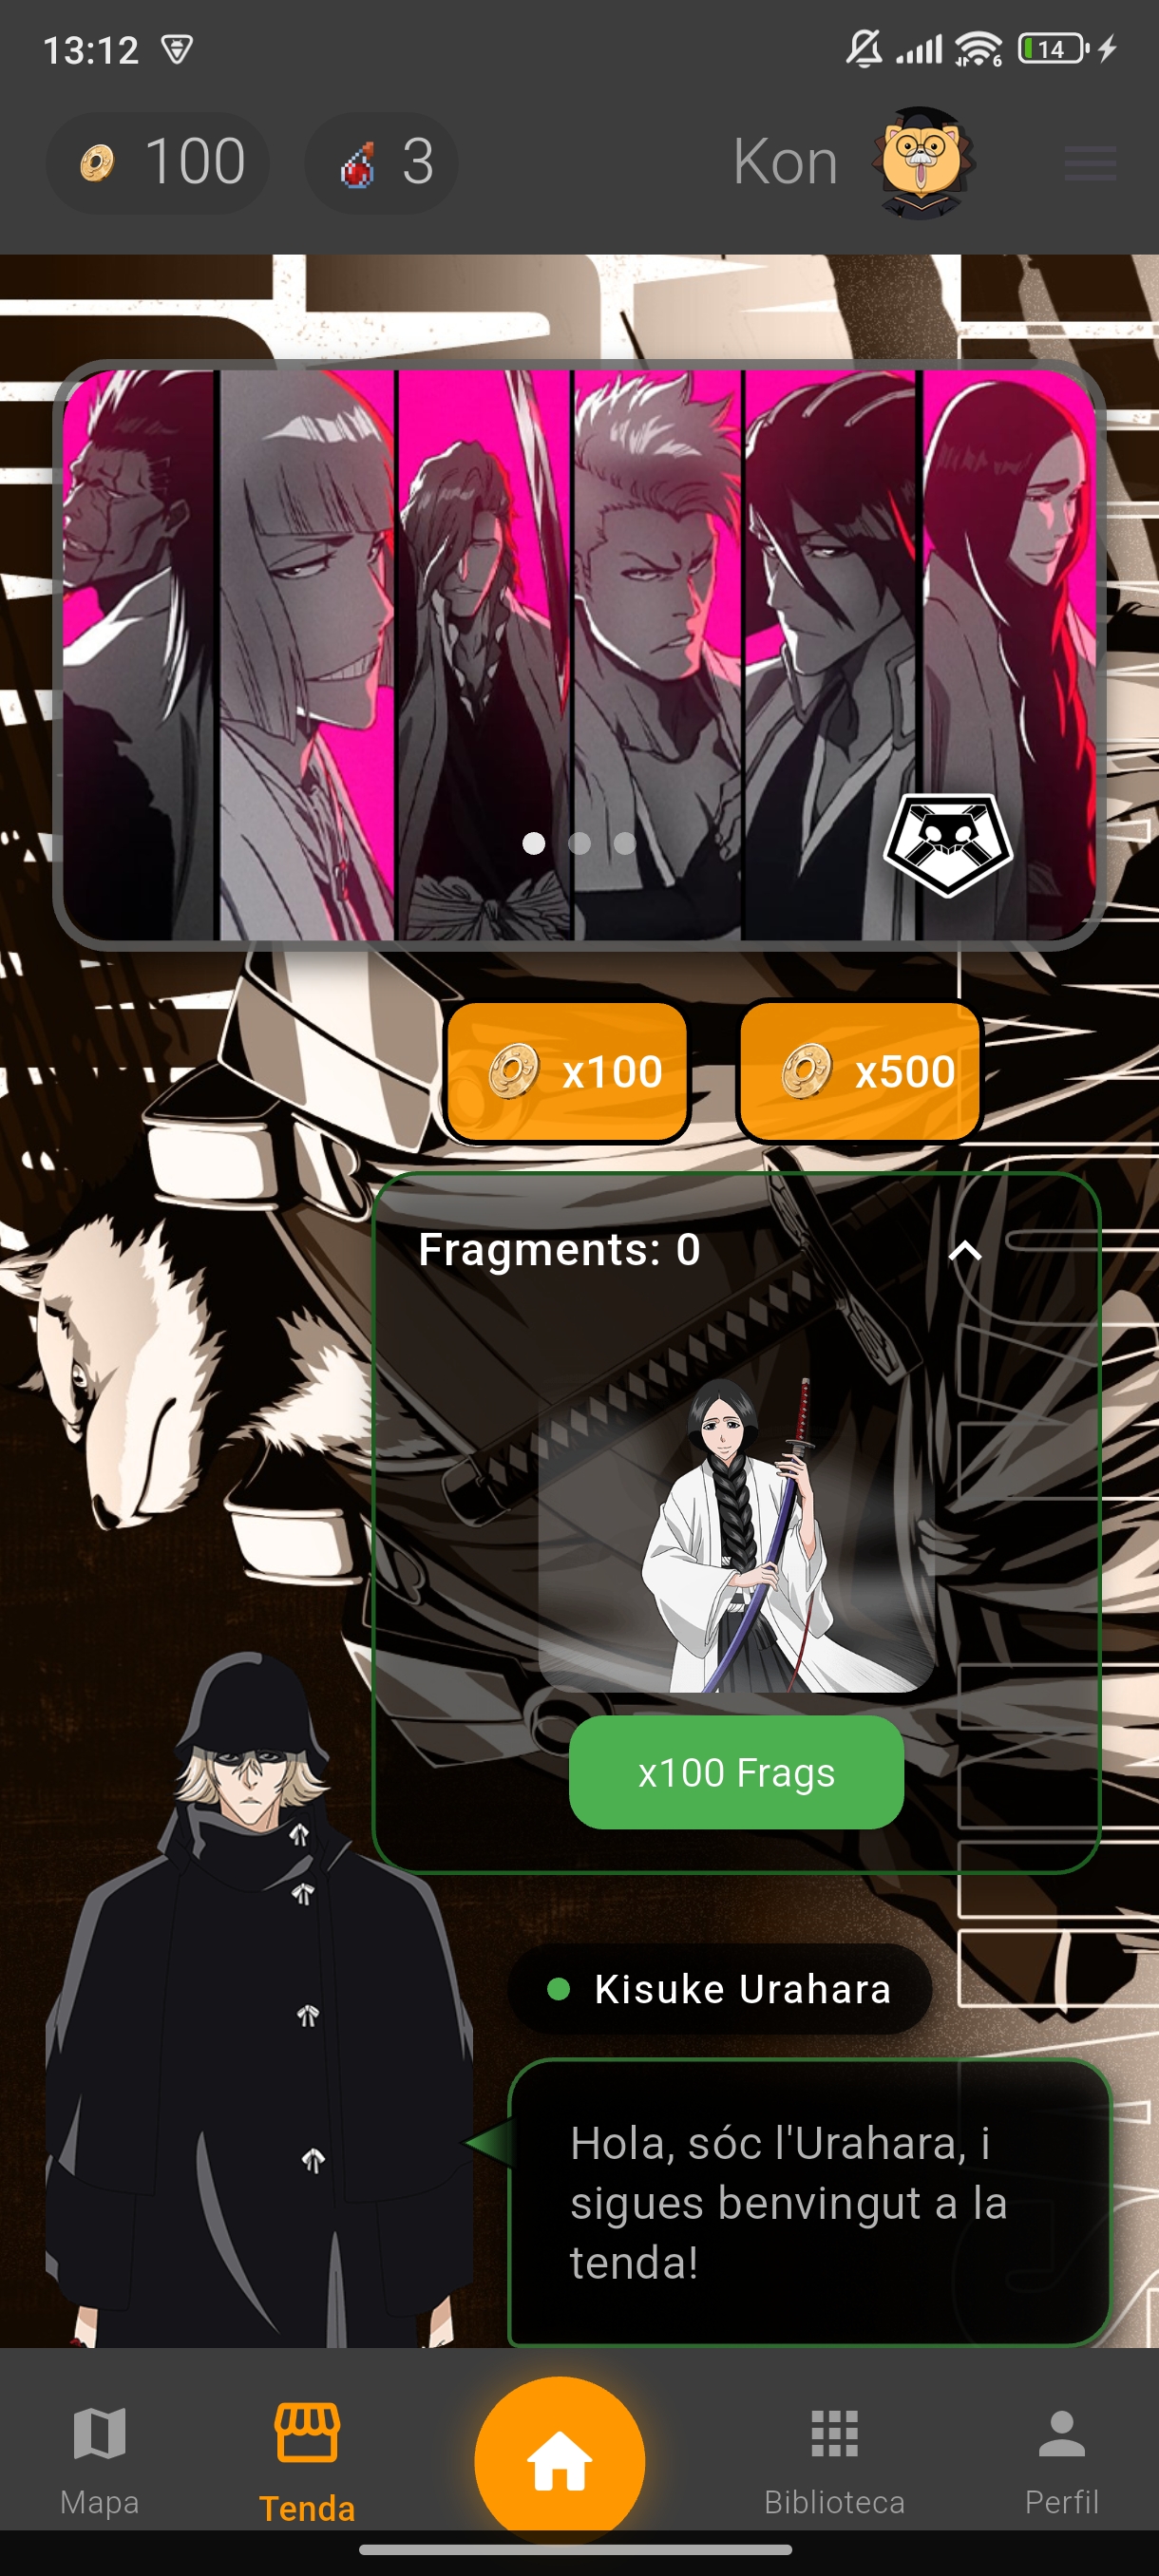 13:12
14
6
100
3
Kon
x100
x500
Fragments: 0
x100 Frags
Kisuke Urahara
Hola, sóc l'Urahara, i
sigues benvingut a la
tenda!
Mapa
Tenda
Biblioteca
Perfil